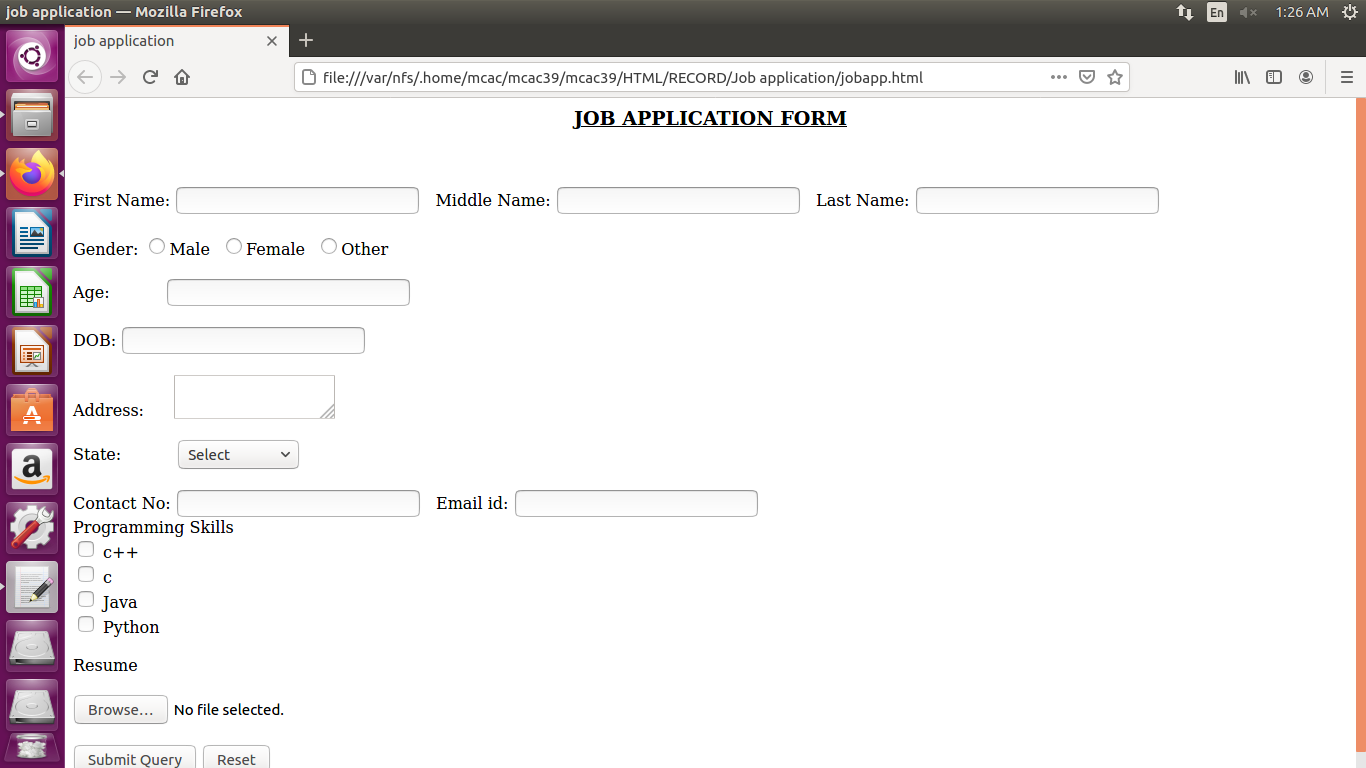 job application — Mozilla Firefox En 1:26 AM
job application
file:///var/nfs/.home/mcac/mcac39/mcac39/HTML/RECORD/Job application/jobapp.html
JOB APPLICATION FORM
First Name: Middle Name: Last Name:
Gender: Male Female Other
Age:
DOB:
Address:
State: Select
Contact No: Email id:
Programming Skills
c++
c
Java
Python
Resume
Browse... No file selected.
Submit Query Reset